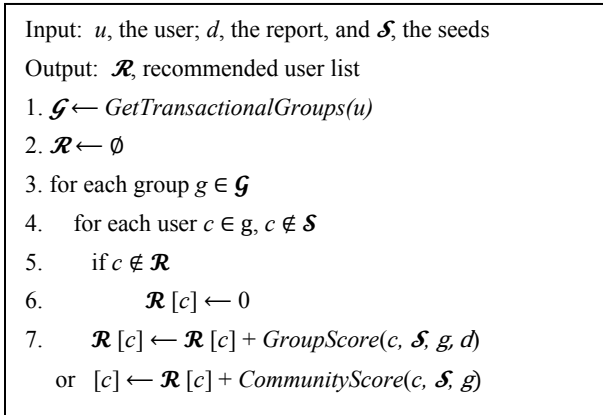 Input: u, the user; d, the report, and 𝓢, the seeds
Output: 𝓡, recommended user list
1. 𝓖 ← GetTransactionalGroups(u)
2. 𝓡 ← ∅
3. for each group g ∈ 𝓖
4. for each user c ∈ g, c ∉ 𝓢
5. if c ∉ 𝓡
6. 𝓡 [c] ← 0
7. 𝓡 [c] ← 𝓡 [c] + GroupScore(c, 𝓢, g, d)
or [c] ← 𝓡 [c] + CommunityScore(c, 𝓢, g)